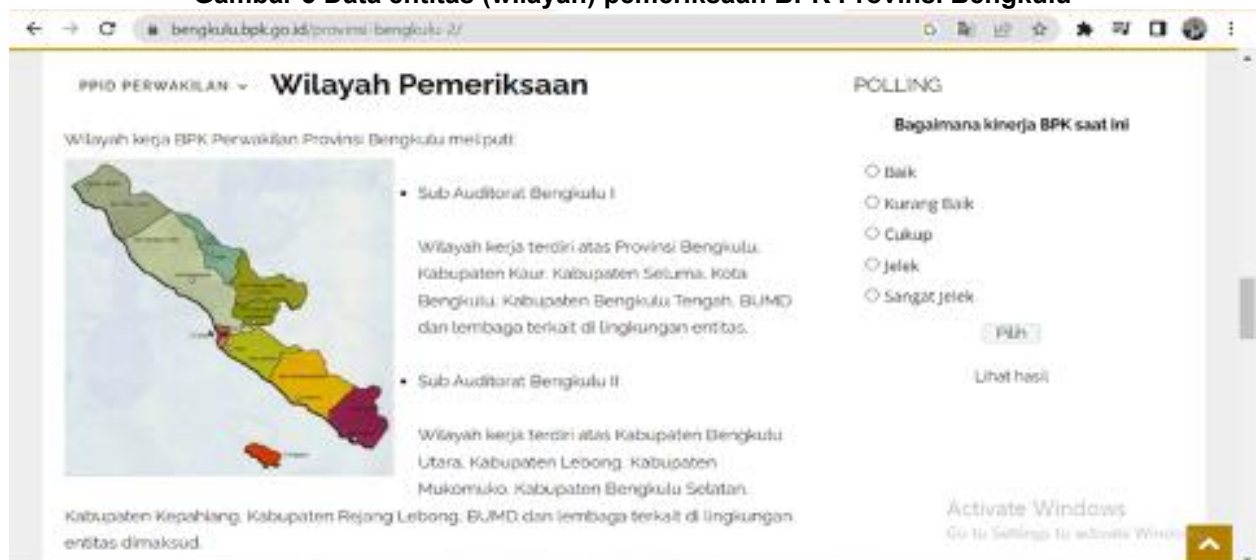 Gambar 3 Data entitas (wilayah) pemeriksaan BPK Provinsi Bengkulu
bengkulu.bpk.go.id/provinsi-bengkulu-2/
PPID PERWAKILAN
Wilayah Pemeriksaan
Wilayah kerja BPK Perwakilan Provinsi Bengkulu meliputi:
• Sub Auditorat Bengkulu I
Wilayah kerja terdiri atas Provinsi Bengkulu,
Kabupaten Kaur, Kabupaten Seluma, Kota
Bengkulu, Kabupaten Bengkulu Tengah, BUMD
dan lembaga terkait di lingkungan entitas.
• Sub Auditorat Bengkulu II
Wilayah kerja terdiri atas Kabupaten Bengkulu
Utara, Kabupaten Lebong, Kabupaten
Mukomuko, Kabupaten Bengkulu Selatan,
Kabupaten Kepahiang, Kabupaten Rejang Lebong, BUMD dan lembaga terkait di lingkungan
entitas dimaksud.
POLLING
Bagaimana kinerja BPK saat ini
Baik
Kurang Baik
Cukup
Jelek
Sangat Jelek
Pilih
Lihat hasil
Activate Windows
Go to Settings to activate Windows